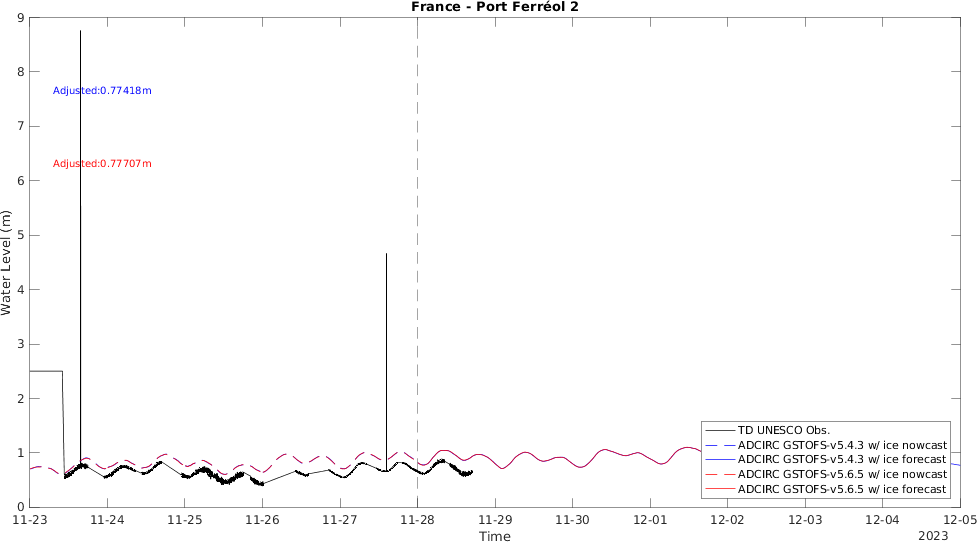 France - Port Ferréol 2
9
8
Adjusted:0.77418m
7
Adjusted:0.77707m
6
5
Water Level (m)
4
3
2
1
0
TD UNESCO Obs.
ADCIRC GSTOFS-v5.4.3 w/ ice nowcast
ADCIRC GSTOFS-v5.4.3 w/ ice forecast
ADCIRC GSTOFS-v5.6.5 w/ ice nowcast
ADCIRC GSTOFS-v5.6.5 w/ ice forecast
11-23 11-24 11-25 11-26 11-27 11-28 11-29 11-30 12-01 12-02 12-03 12-04 12-05
Time
2023